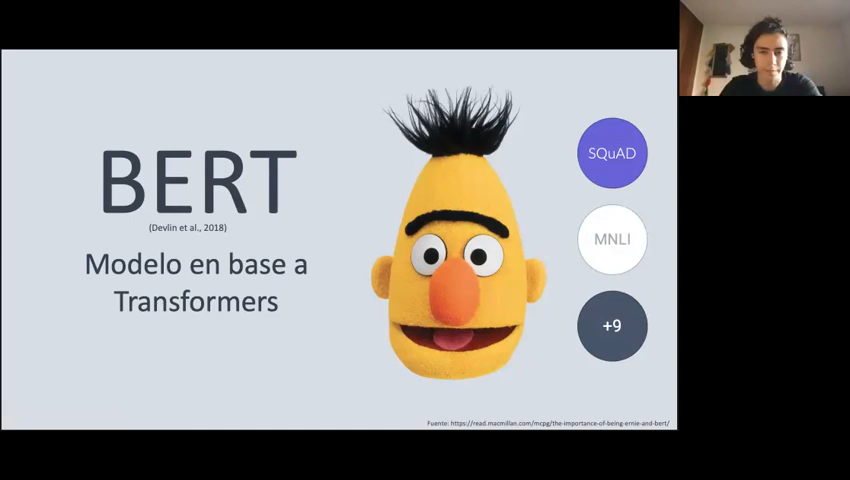 BERT
(Devlin et al., 2018)
Modelo en base a
Transformers
SQuAD
MNLI
+9
Fuente: https://read.macmillan.com/mcpg/the-importance-of-being-ernie-and-bert/